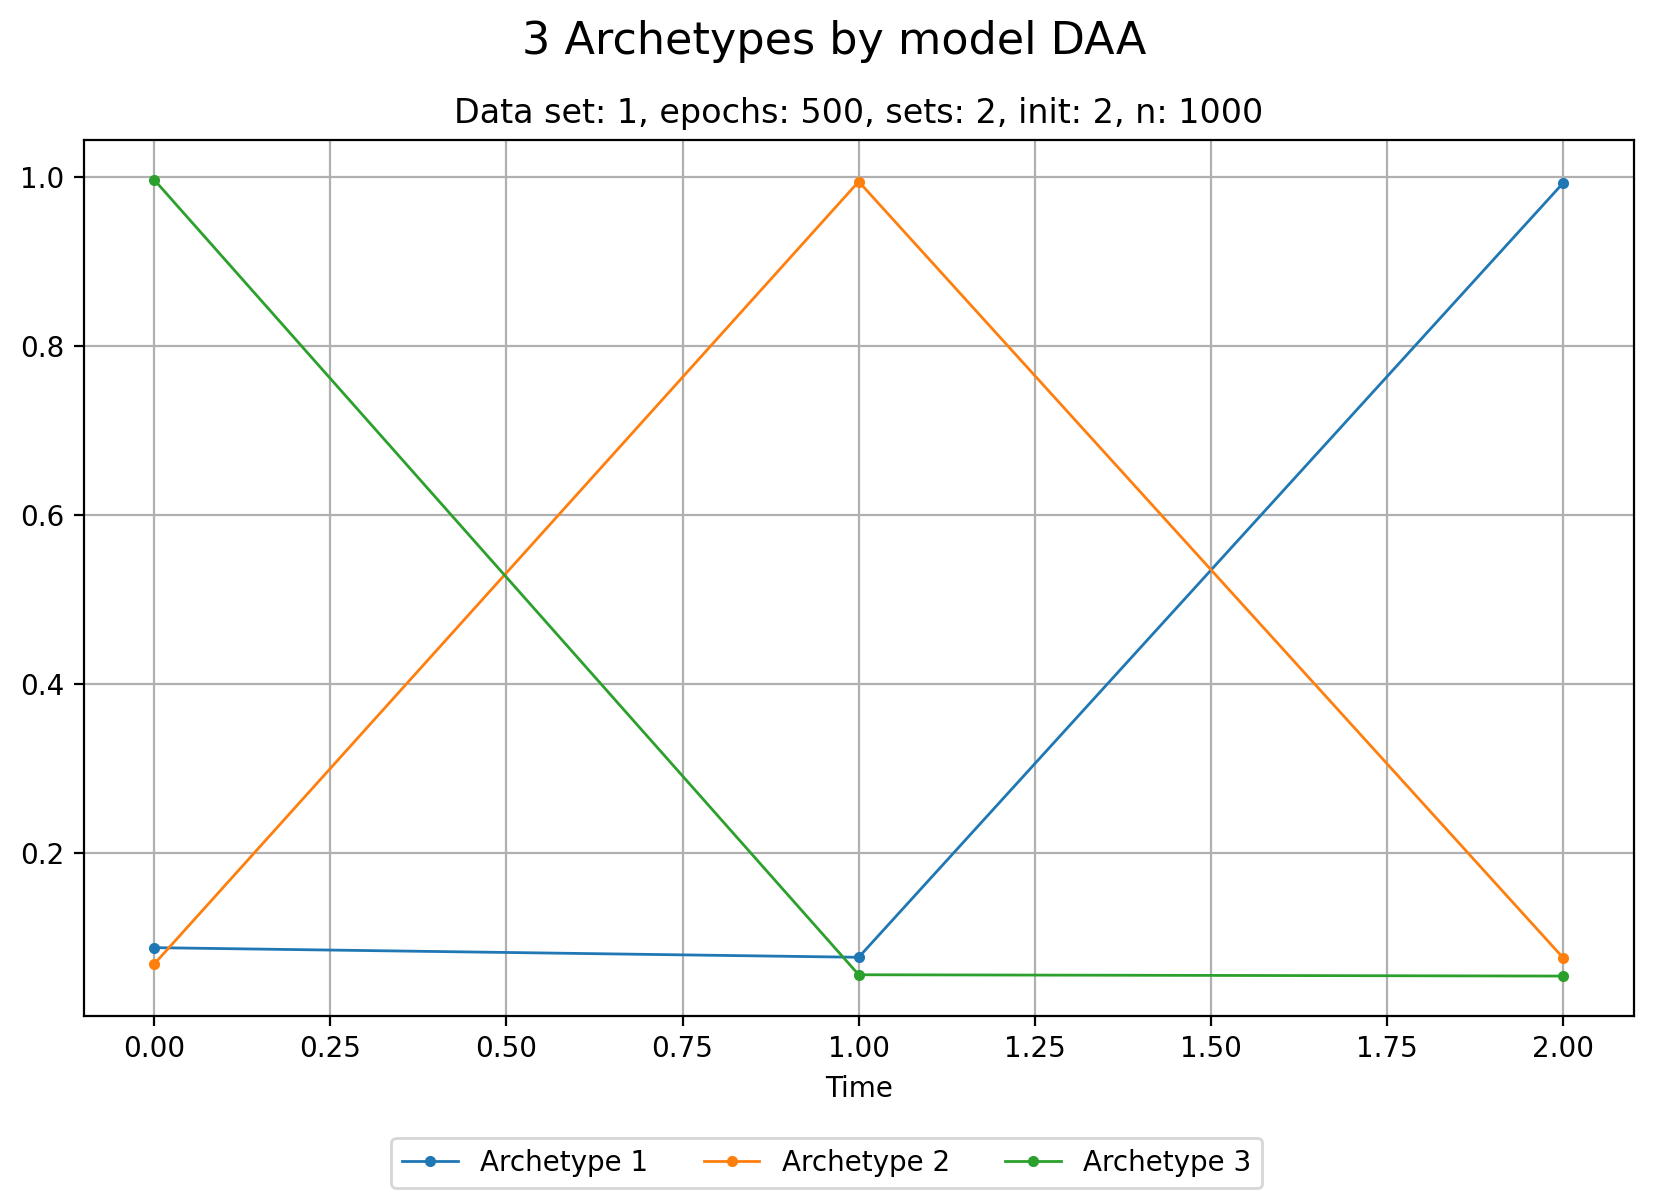 3 Archetypes by model DAA
Data set: 1, epochs: 500, sets: 2, init: 2, n: 1000
1.0
0.8
0.6
0.4
0.2
0.00 0.25 0.50 0.75 1.00 1.25 1.50 1.75 2.00
Time
Archetype 1 Archetype 2 Archetype 3